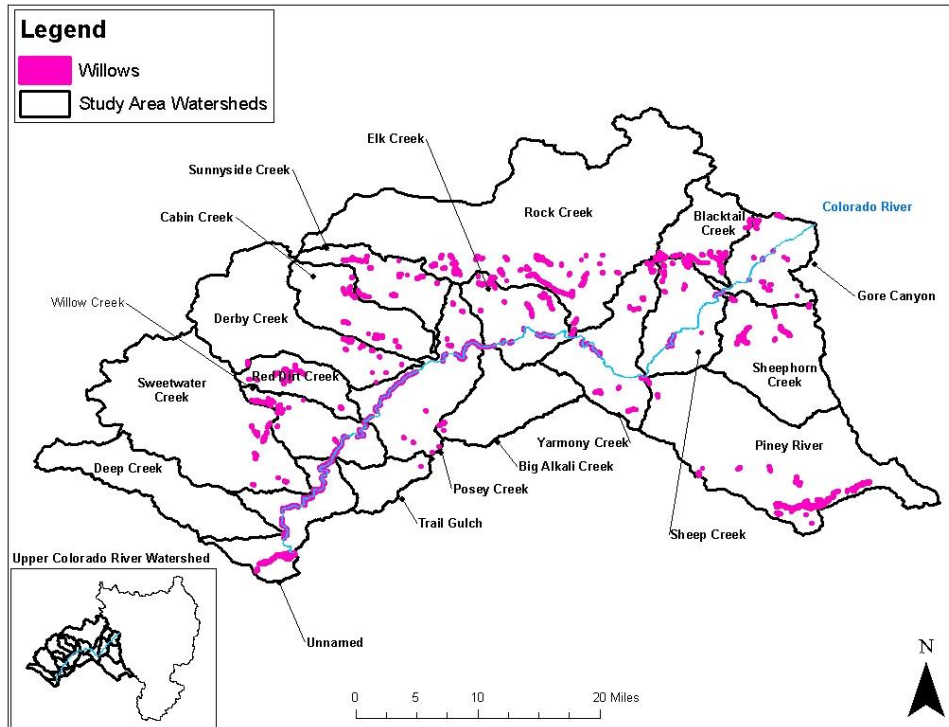 Legend
Willows
Study Area Watersheds
Elk Creek
Sunnyside Creek
Cabin Creek
Rock Creek
Blacktail
Creek
Colorado River
Gore Canyon
Willow Creek
Derby Creek
Red Dirt Creek
Sweetwater
Creek
Sheephorn
Creek
Deep Creek
Yarmony Creek
Piney River
Big Alkali Creek
Posey Creek
Trail Gulch
Sheep Creek
Upper Colorado River Watershed
Unnamed
N
0 5 10 20 Miles